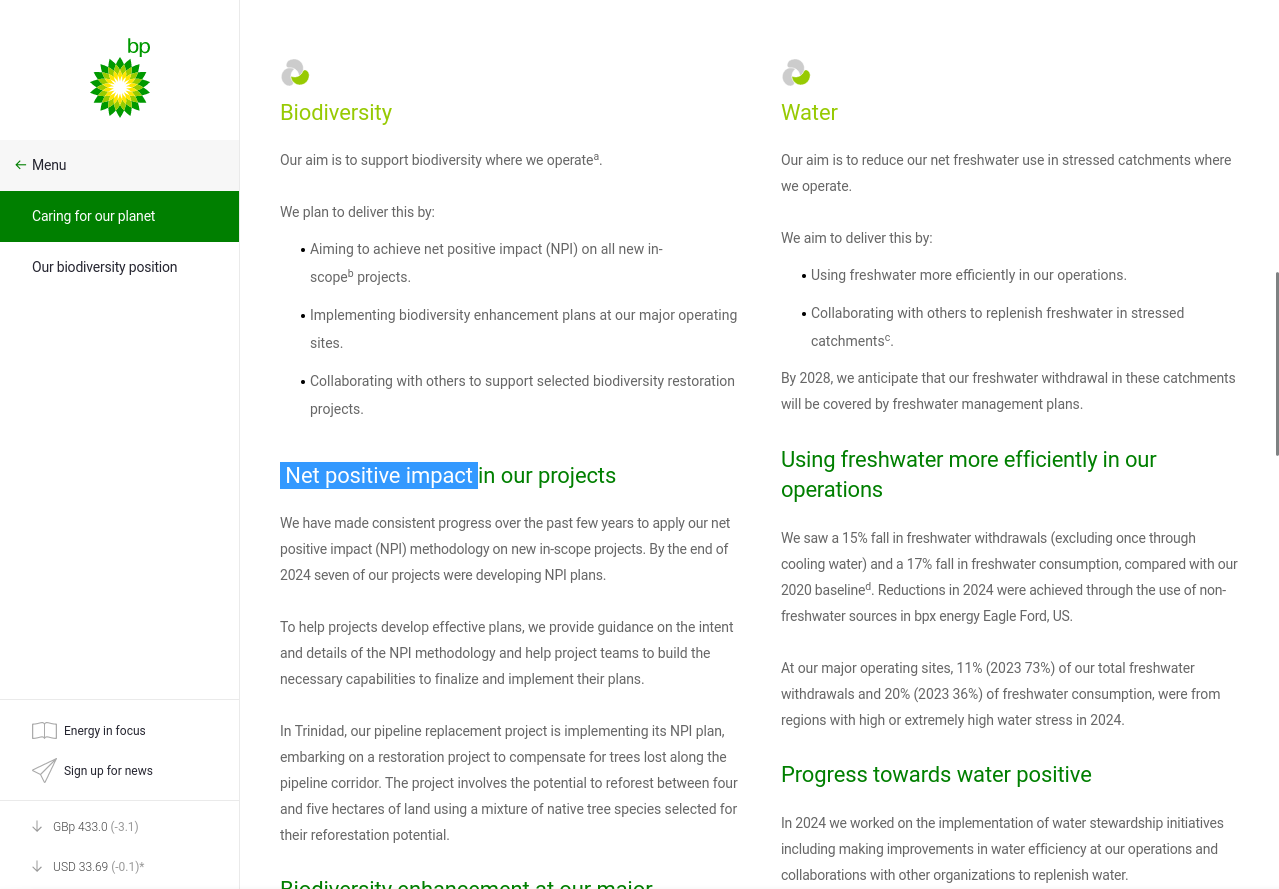 bp
Menu
Caring for our planet
Our biodiversity position
Energy in focus
Sign up for news
GBp 433.0 (-3.1)
USD 33.69 (-0.1)*
Biodiversity
Our aim is to support biodiversity where we operateᵃ.
We plan to deliver this by:
• Aiming to achieve net positive impact (NPI) on all new in-
scopeᵇ projects.
• Implementing biodiversity enhancement plans at our major operating
sites.
• Collaborating with others to support selected biodiversity restoration
projects.
Net positive impact in our projects
We have made consistent progress over the past few years to apply our net
positive impact (NPI) methodology on new in-scope projects. By the end of
2024 seven of our projects were developing NPI plans.
To help projects develop effective plans, we provide guidance on the intent
and details of the NPI methodology and help project teams to build the
necessary capabilities to finalize and implement their plans.
In Trinidad, our pipeline replacement project is implementing its NPI plan,
embarking on a restoration project to compensate for trees lost along the
pipeline corridor. The project involves the potential to reforest between four
and five hectares of land using a mixture of native tree species selected for
their reforestation potential.
Biodiversity enhancement at our major
Water
Our aim is to reduce our net freshwater use in stressed catchments where
we operate.
We aim to deliver this by:
• Using freshwater more efficiently in our operations.
• Collaborating with others to replenish freshwater in stressed
catchmentsᶜ.
By 2028, we anticipate that our freshwater withdrawal in these catchments
will be covered by freshwater management plans.
Using freshwater more efficiently in our
operations
We saw a 15% fall in freshwater withdrawals (excluding once through
cooling water) and a 17% fall in freshwater consumption, compared with our
2020 baselineᵈ. Reductions in 2024 were achieved through the use of non-
freshwater sources in bpx energy Eagle Ford, US.
At our major operating sites, 11% (2023 73%) of our total freshwater
withdrawals and 20% (2023 36%) of freshwater consumption, were from
regions with high or extremely high water stress in 2024.
Progress towards water positive
In 2024 we worked on the implementation of water stewardship initiatives
including making improvements in water efficiency at our operations and
collaborations with other organizations to replenish water.